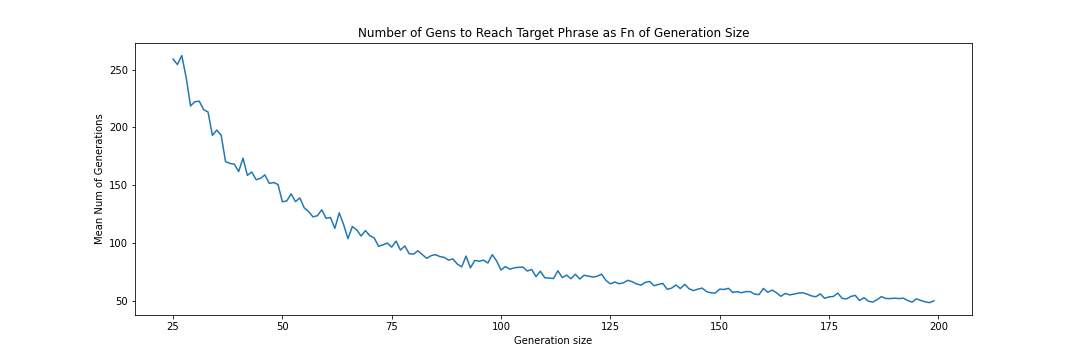 Number of Gens to Reach Target Phrase as Fn of Generation Size
Mean Num of Generations
250
200
150
100
50
25 50 75 100 125 150 175 200
Generation size